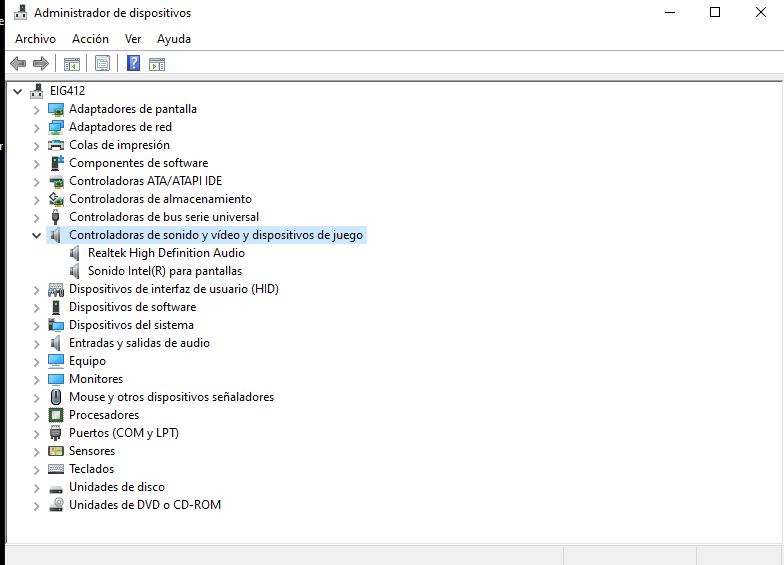 Administrador de dispositivos
Archivo Acción Ver Ayuda
EIG412
Adaptadores de pantalla
Adaptadores de red
Colas de impresión
Componentes de software
Controladoras ATA/ATAPI IDE
Controladoras de almacenamiento
Controladoras de bus serie universal
Controladoras de sonido y vídeo y dispositivos de juego
Realtek High Definition Audio
Sonido Intel(R) para pantallas
Dispositivos de interfaz de usuario (HID)
Dispositivos de software
Dispositivos del sistema
Entradas y salidas de audio
Equipo
Monitores
Mouse y otros dispositivos señaladores
Procesadores
Puertos (COM y LPT)
Sensores
Teclados
Unidades de disco
Unidades de DVD o CD-ROM